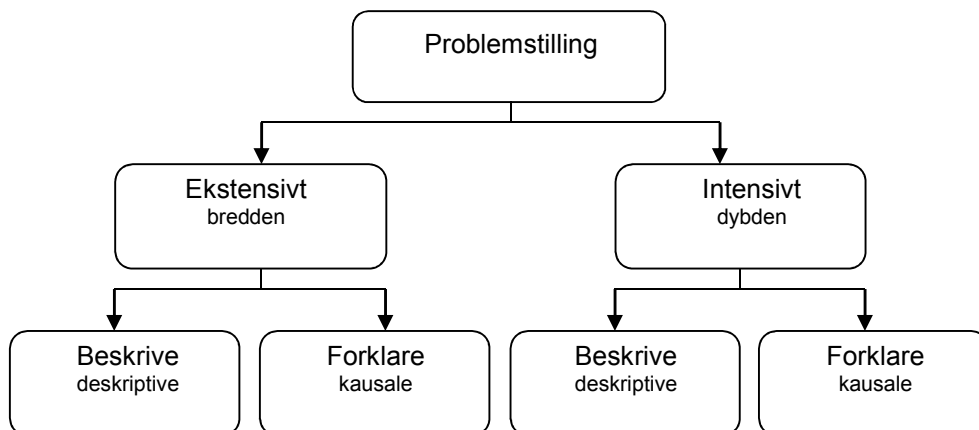 Problemstilling
Ekstensivt
bredden
Intensivt
dybden
Beskrive
deskriptive
Forklare
kausale
Beskrive
deskriptive
Forklare
kausale